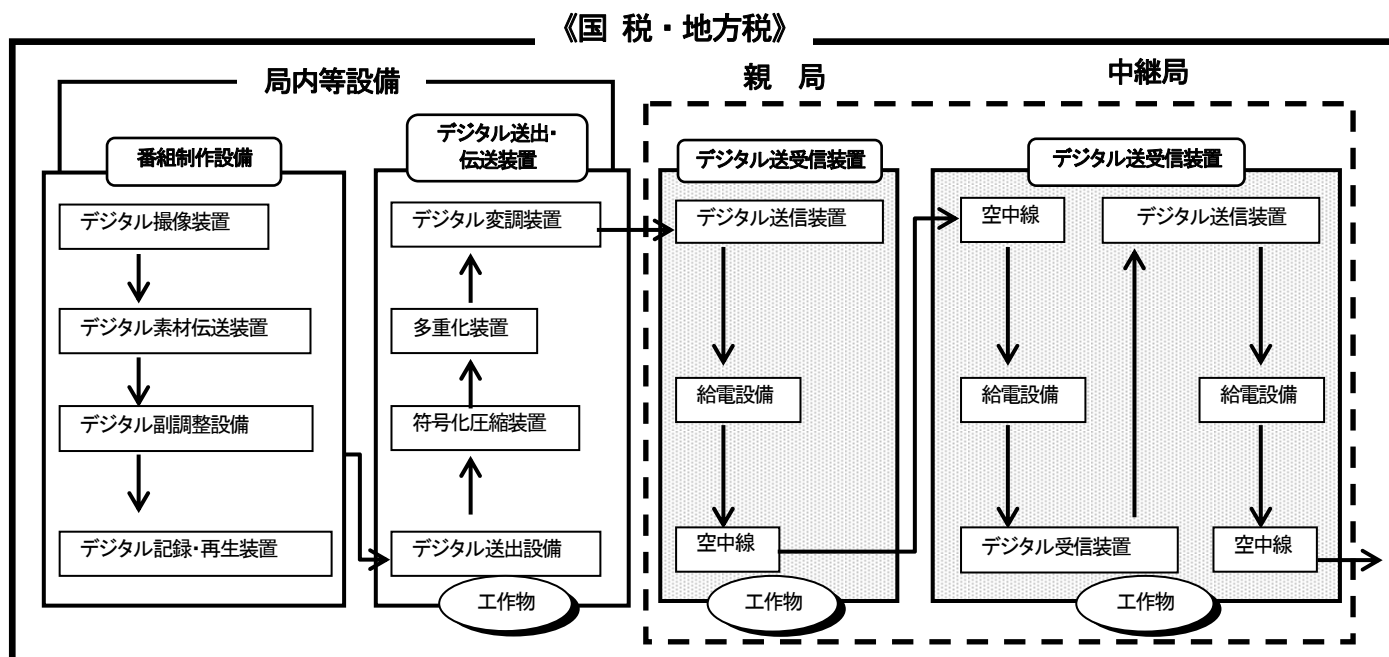 《国 税・地方税》
局内等設備
親 局
中継局
番組制作設備
デジタル撮像装置
デジタル素材伝送装置
デジタル副調整設備
デジタル記録・再生装置
デジタル送出・
伝送装置
デジタル変調装置
多重化装置
符号化圧縮装置
デジタル送出設備
工作物
デジタル送受信装置
デジタル送信装置
給電設備
空中線
工作物
デジタル送受信装置
空中線
給電設備
デジタル受信装置
デジタル送信装置
給電設備
空中線
工作物